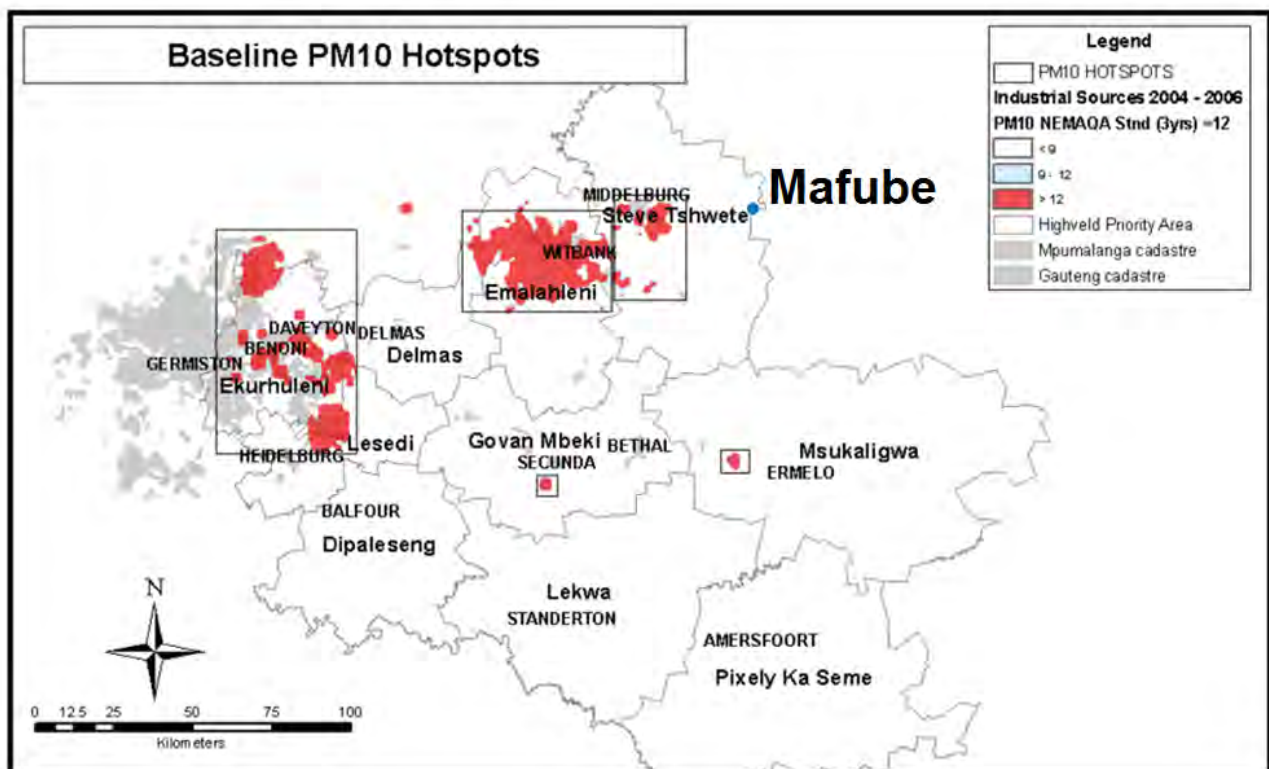 Baseline PM10 Hotspots
Legend
PM10 HOTSPOTS
Industrial Sources 2004 - 2006
PM10 NEMAQA Stnd (3yrs) =12
<9
9 - 12
> 12
Highveld Priority Area
Mpumalanga cadastre
Gauteng cadastre
Mafube
MIDDELBURG
Steve Tshwete
WITBANK
Emalahleni
DAVEYTON
DELMAS
BENONI
Delmas
GERMISTON
Ekurhuleni
Lesedi
HEIDELBURG
Govan Mbeki
BETHAL
SECUNDA
Msukaligwa
ERMELO
BALFOUR
Dipaleseng
Lekwa
STANDERTON
AMERSFOORT
Pixely Ka Seme
N
0 12.5 25 50 75 100
Kilometers